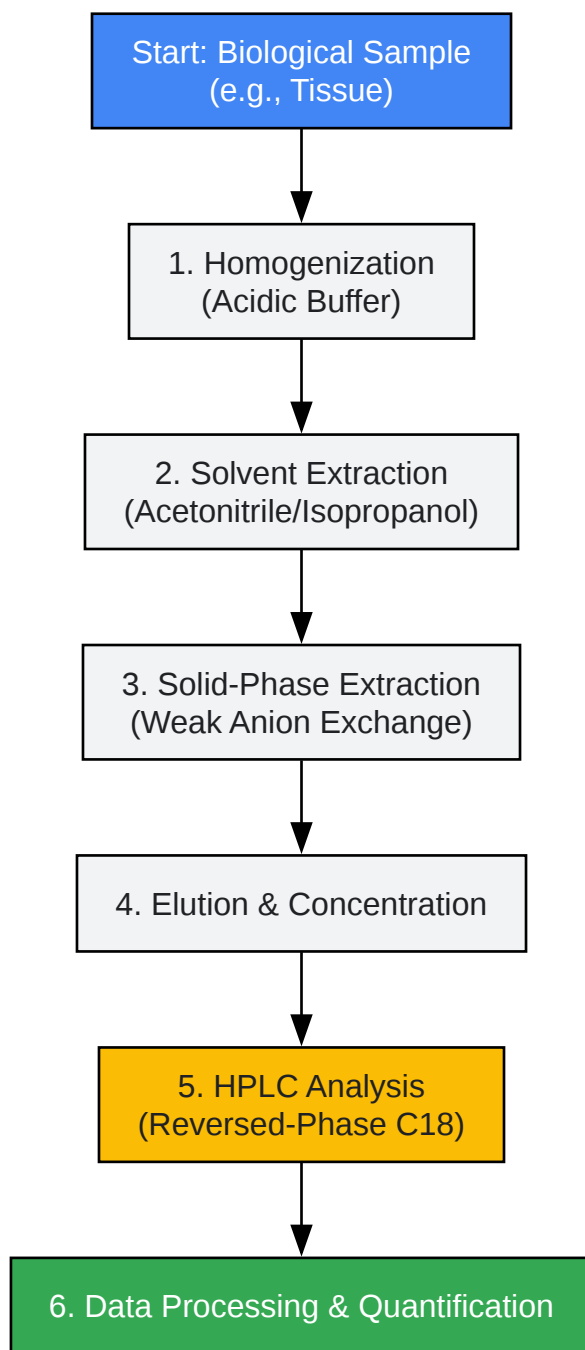 Start: Biological Sample
(e.g., Tissue)
1. Homogenization
(Acidic Buffer)
2. Solvent Extraction
(Acetonitrile/Isopropanol)
3. Solid-Phase Extraction
(Weak Anion Exchange)
4. Elution & Concentration
5. HPLC Analysis
(Reversed-Phase C18)
6. Data Processing & Quantification